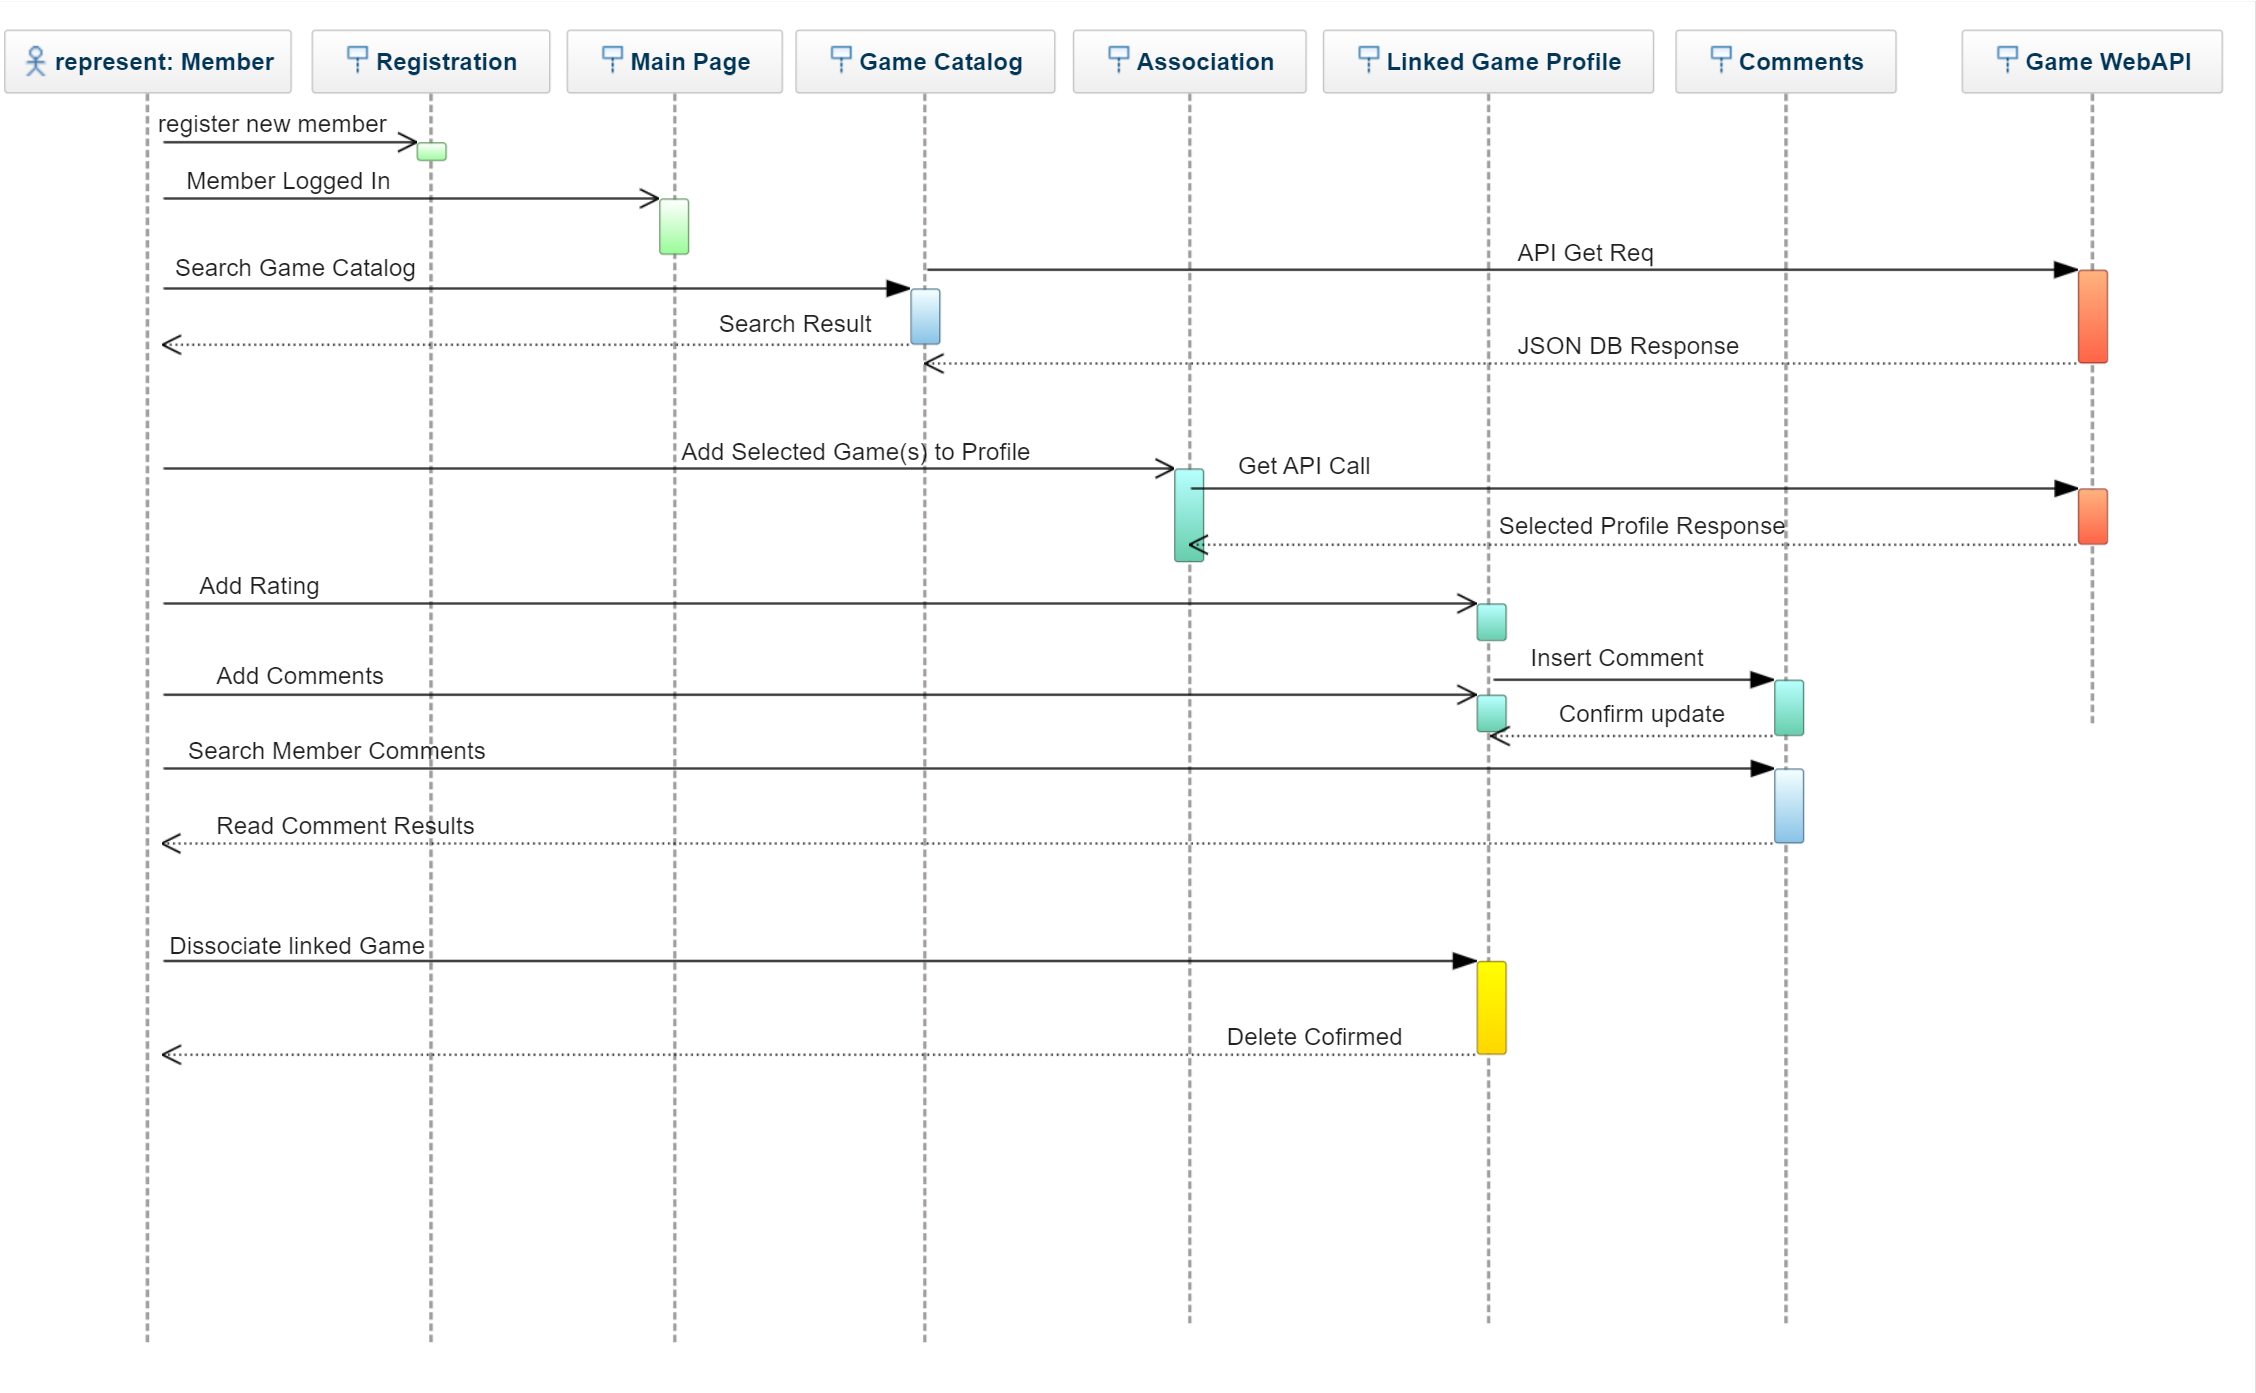 represent: Member
Registration
Main Page
Game Catalog
Association
Linked Game Profile
Comments
Game WebAPI
register new member
Member Logged In
API Get Req
Search Game Catalog
Search Result
JSON DB Response
Add Selected Game(s) to Profile
Get API Call
Selected Profile Response
Add Rating
Insert Comment
Add Comments
Confirm update
Search Member Comments
Read Comment Results
Dissociate linked Game
Delete Cofirmed